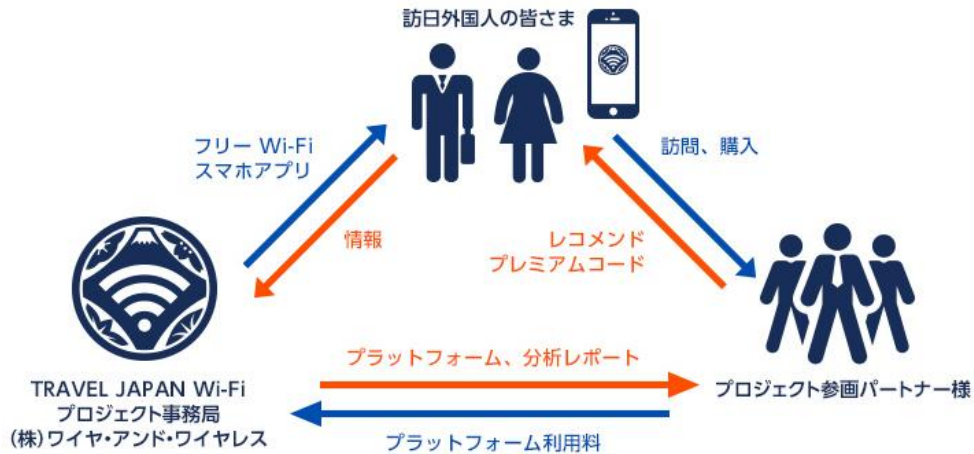 訪日外国人の皆さま
フリー Wi-Fi
スマホアプリ
訪問、購入
情報
レコメンド
プレミアムコード
プラットフォーム、分析レポート
TRAVEL JAPAN Wi-Fi
プロジェクト事務局
(株)ワイヤ・アンド・ワイヤレス
プロジェクト参画パートナー様
プラットフォーム利用料